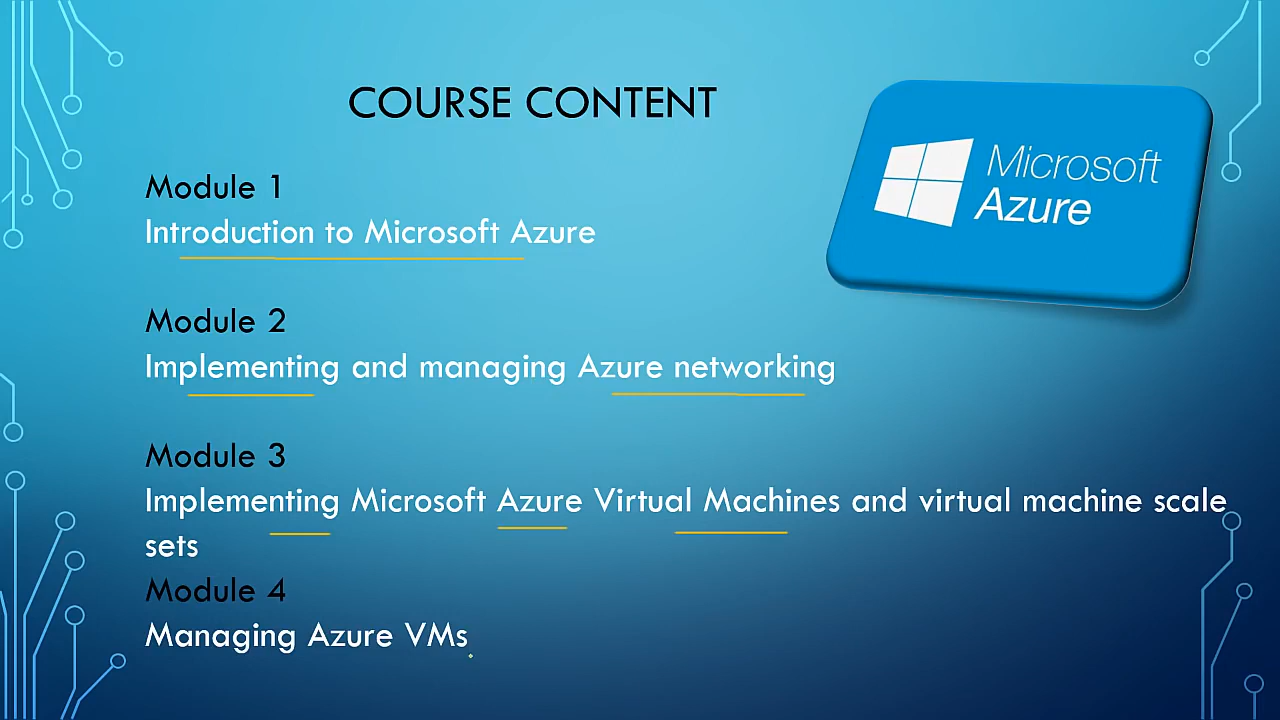 COURSE CONTENT
Microsoft
Azure
Module 1
Introduction to Microsoft Azure
Module 2
Implementing and managing Azure networking
Module 3
Implementing Microsoft Azure Virtual Machines and virtual machine scale
sets
Module 4
Managing Azure VMs